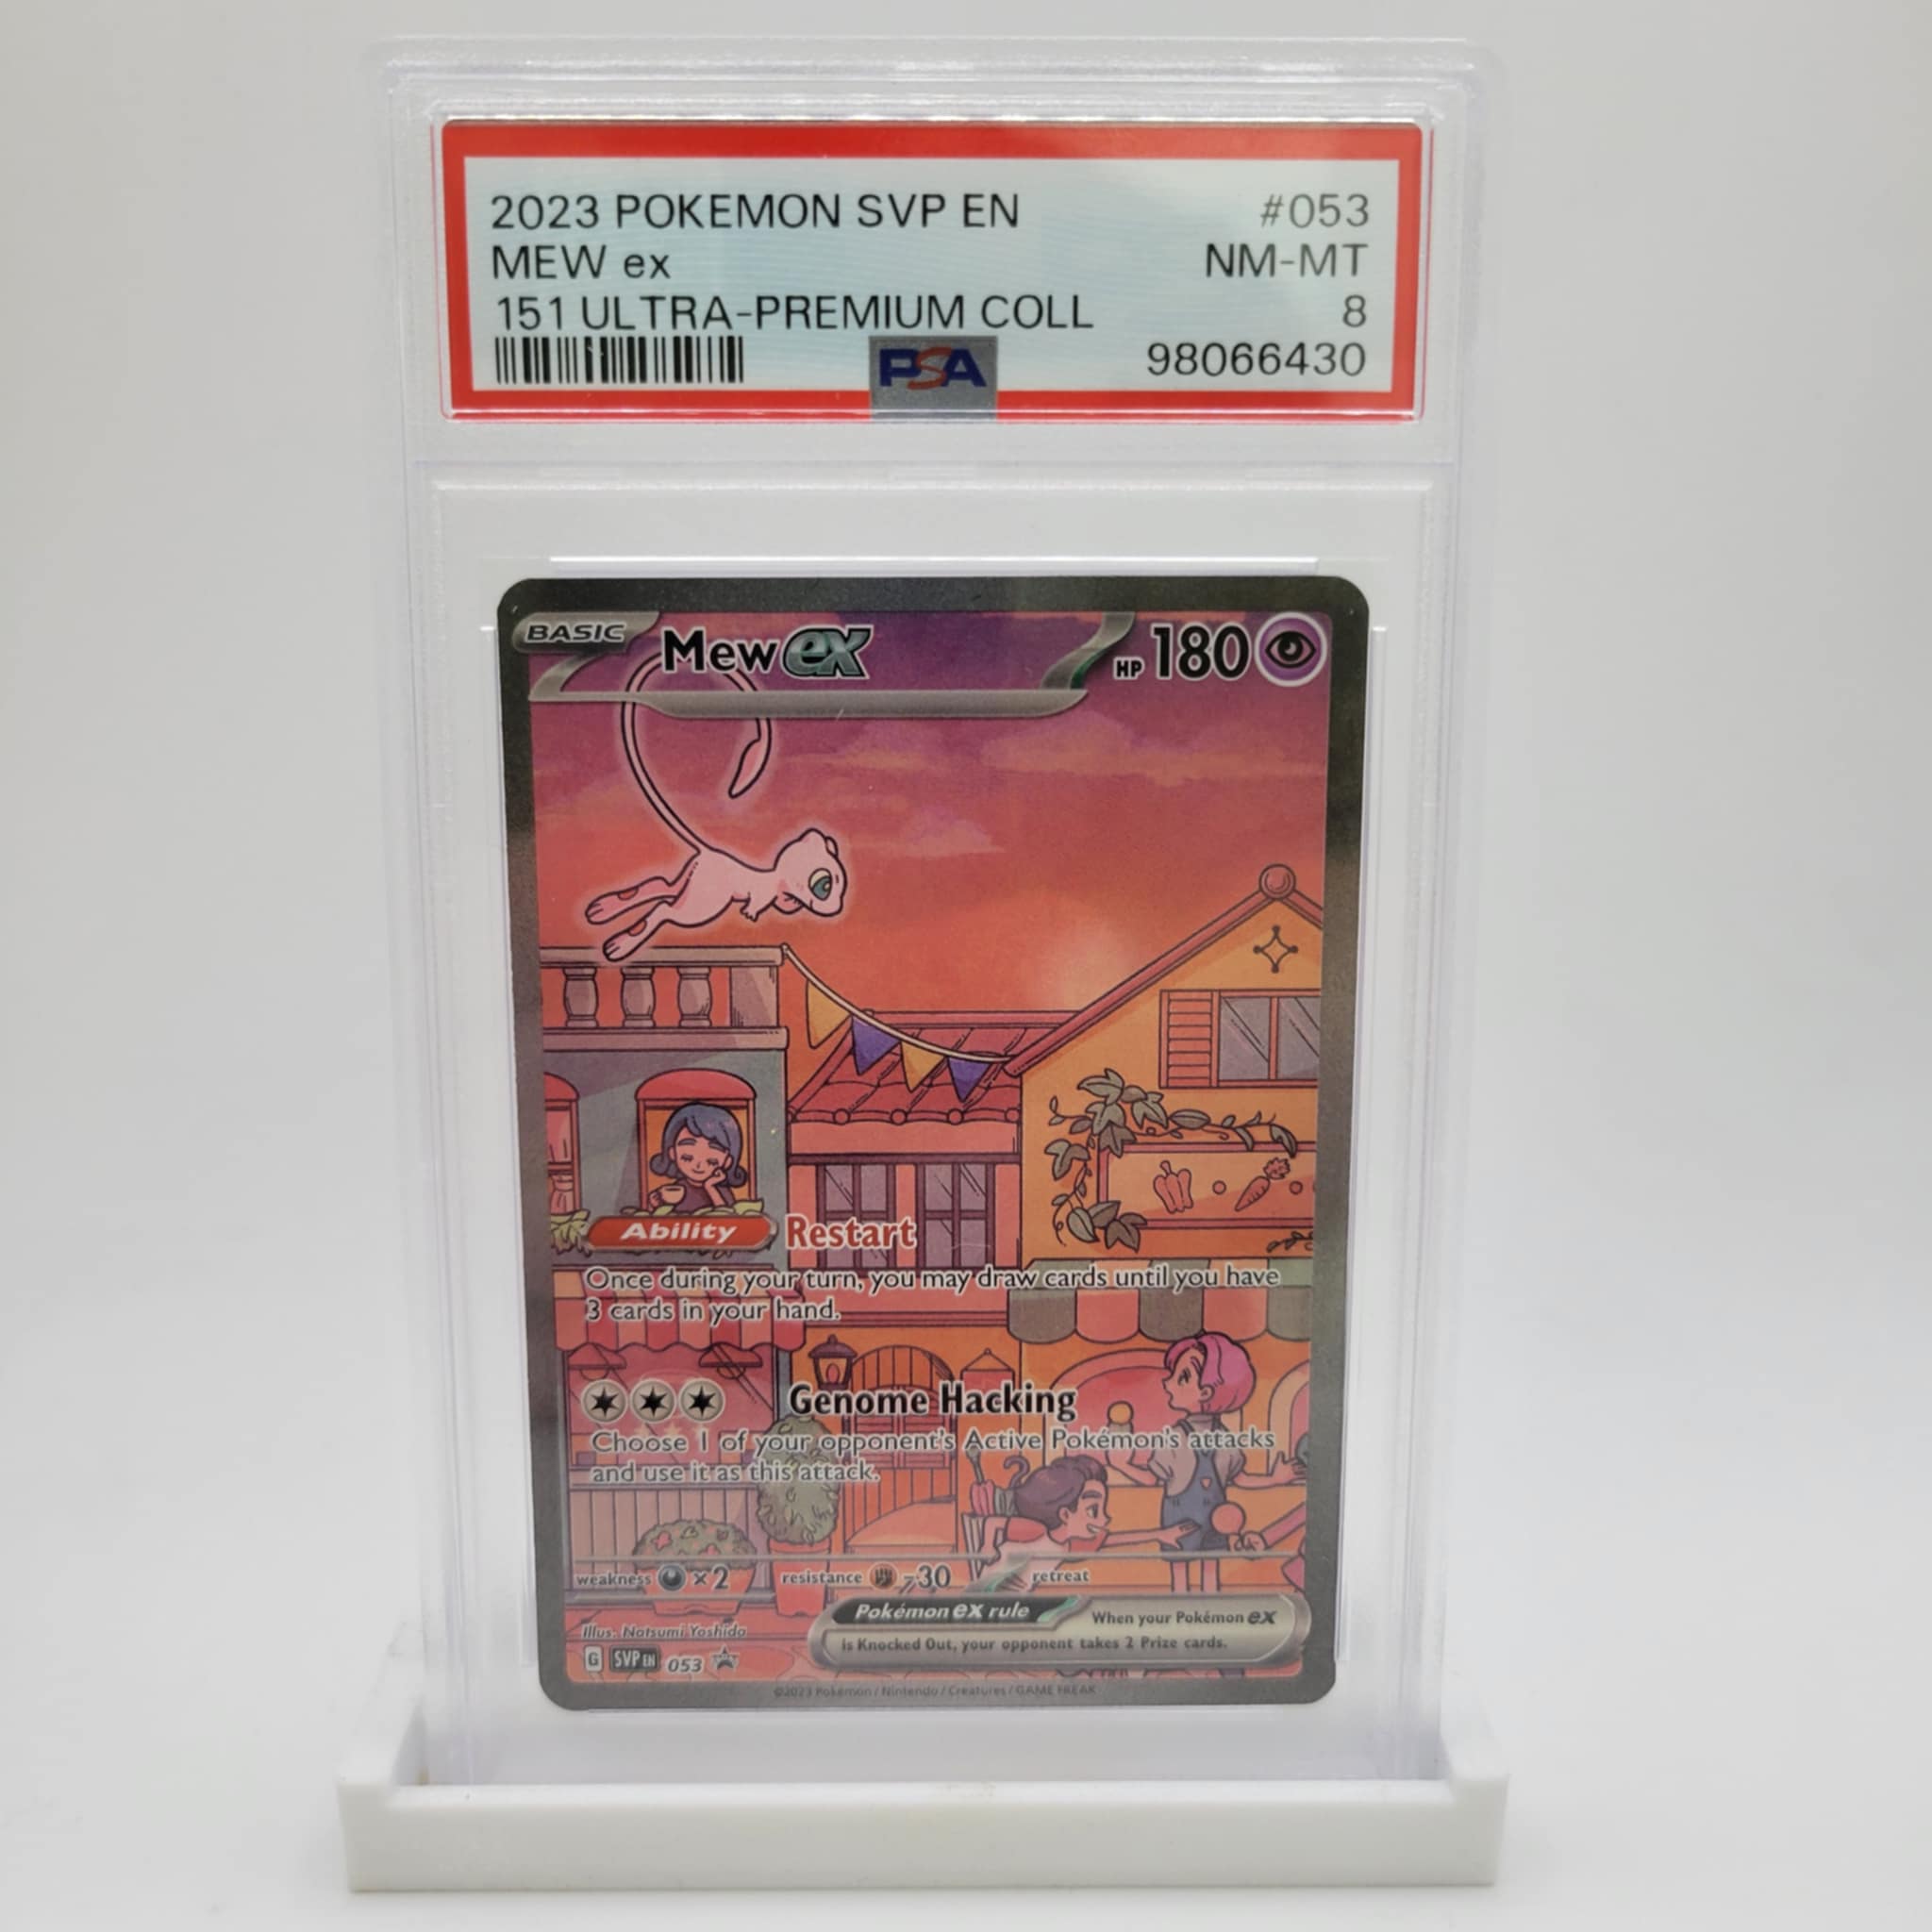 2023 POKEMON SVP EN #053
MEW ex NM-MT
151 ULTRA-PREMIUM COLL 8
PSA 98066430
BASIC Mew ex HP 180
Ability Restart
Once during your turn, you may draw cards until you have
3 cards in your hand.
Genome Hacking
Choose 1 of your opponent's Active Pokémon's attacks
and use it as this attack.
weakness ×2 resistance -30 retreat
Pokémon ex rule When your Pokémon ex
is Knocked Out, your opponent takes 2 Prize cards.
Illus. Natsumi Yoshida
G SVP EN 053
©2023 Pokémon / Nintendo / Creatures / GAME FREAK